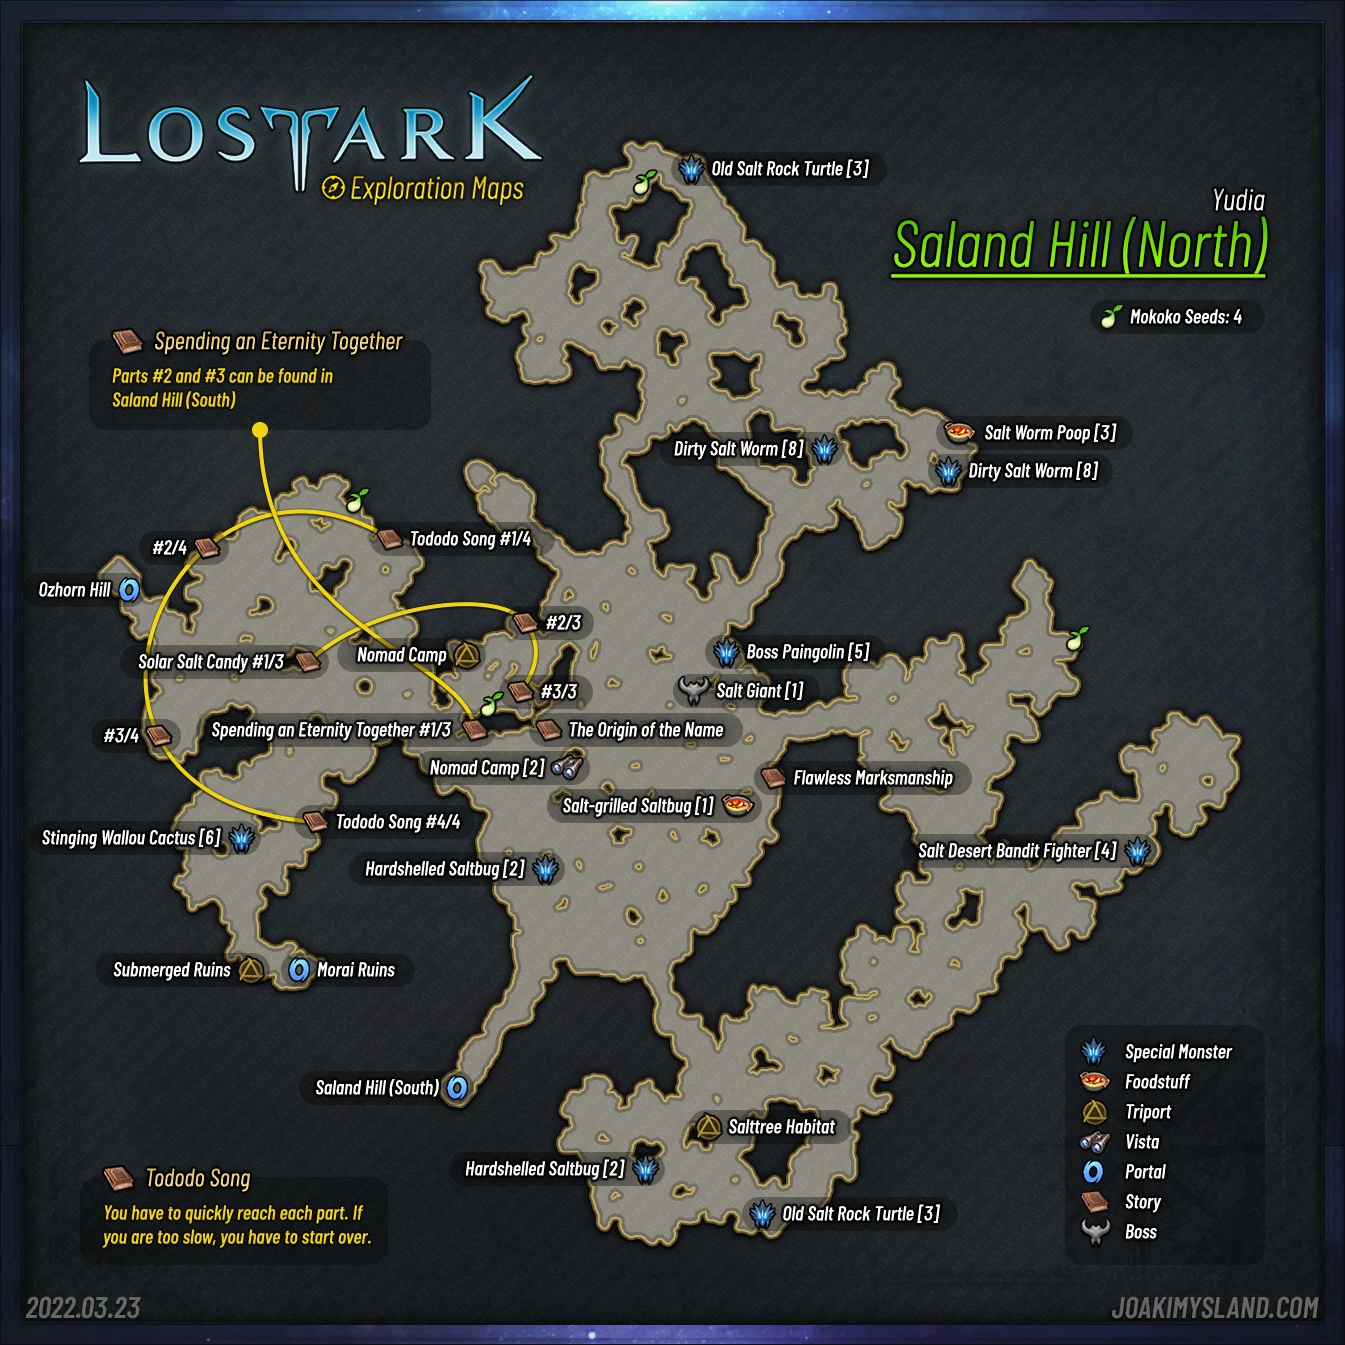 LOSTARK
Exploration Maps
Old Salt Rock Turtle [3]
Yudia
Saland Hill (North)
Mokoko Seeds: 4
Spending an Eternity Together
Parts #2 and #3 can be found in
Saland Hill (South)
Salt Worm Poop [3]
Dirty Salt Worm [8]
Dirty Salt Worm [8]
#2/4
Tododo Song #1/4
Ozhorn Hill
#2/3
Solar Salt Candy #1/3
Nomad Camp
Boss Paingolin [5]
#3/3
Salt Giant [1]
#3/4
Spending an Eternity Together #1/3
The Origin of the Name
Nomad Camp [2]
Flawless Marksmanship
Salt-grilled Saltbug [1]
Tododo Song #4/4
Stinging Wallou Cactus [6]
Salt Desert Bandit Fighter [4]
Hardshelled Saltbug [2]
Submerged Ruins
Morai Ruins
Saland Hill (South)
Salttree Habitat
Hardshelled Saltbug [2]
Old Salt Rock Turtle [3]
Special Monster
Foodstuff
Triport
Vista
Portal
Story
Boss
Tododo Song
You have to quickly reach each part. If
you are too slow, you have to start over.
2022.03.23
JOAKIMYSLAND.COM